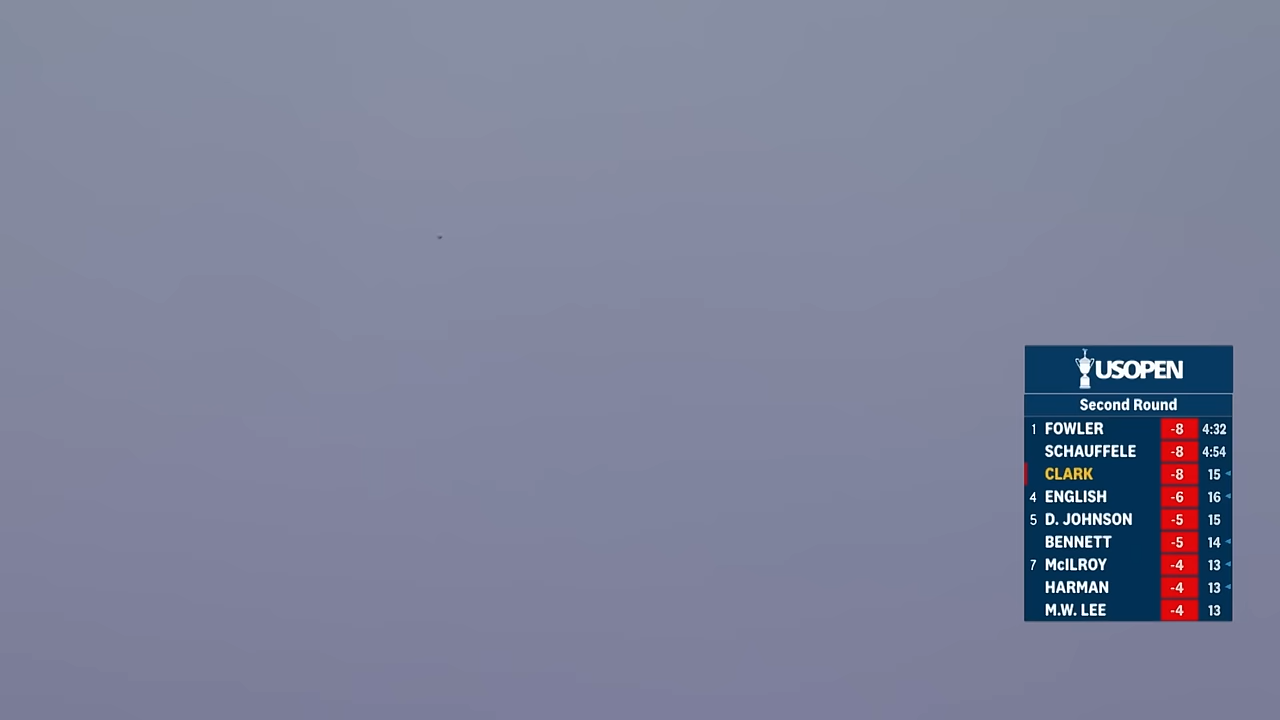 USOPEN
Second Round
1 FOWLER -8 4:32
SCHAUFFELE -8 4:54
CLARK -8 15
4 ENGLISH -6 16
5 D. JOHNSON -5 15
BENNETT -5 14
7 McILROY -4 13
HARMAN -4 13
M.W. LEE -4 13